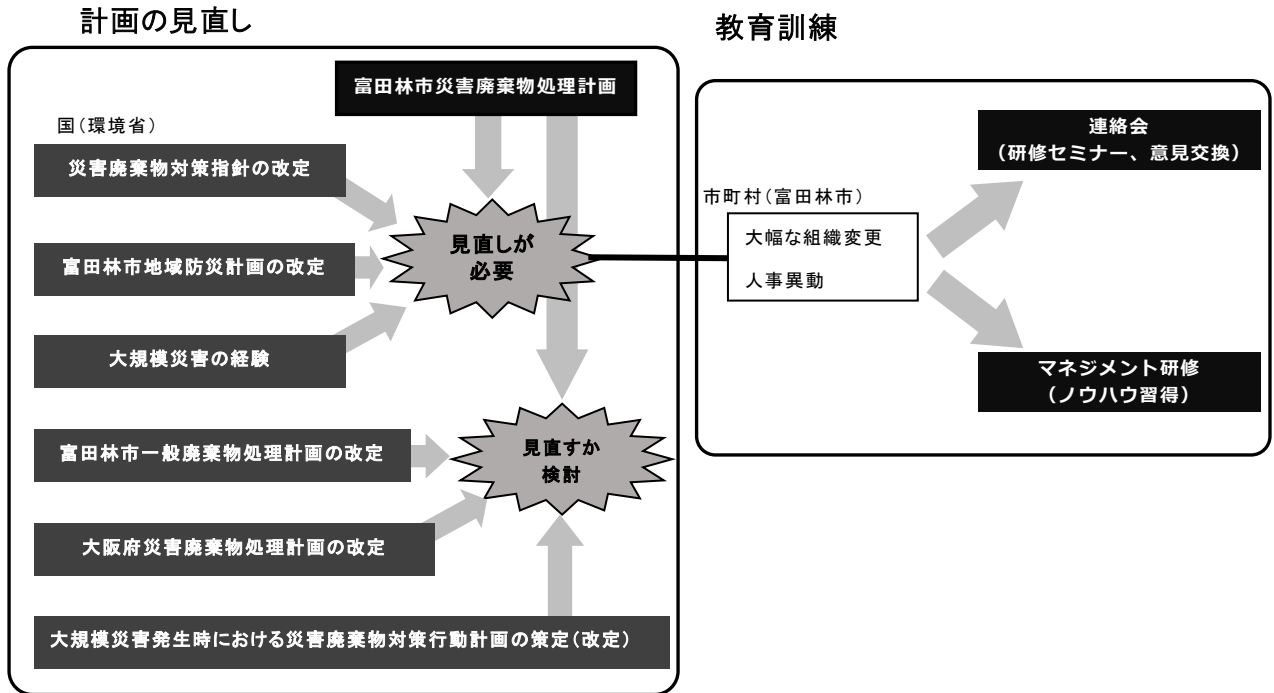 計画の見直し
富田林市災害廃棄物処理計画
国（環境省）
災害廃棄物対策指針の改定
富田林市地域防災計画の改定
大規模災害の経験
見直しが
必要
富田林市一般廃棄物処理計画の改定
大阪府災害廃棄物処理計画の改定
大規模災害発生時における災害廃棄物対策行動計画の策定（改定）
見直すか
検討
教育訓練
市町村（富田林市）
大幅な組織変更
人事異動
連絡会
（研修セミナー、意見交換）
マネジメント研修
（ノウハウ習得）